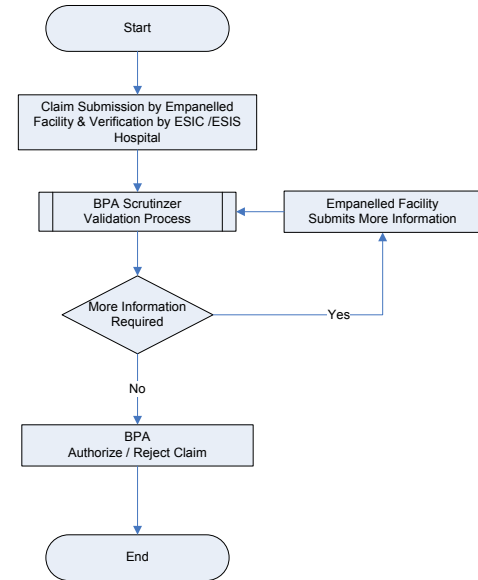 Start
Claim Submission by Empanelled
Facility & Verification by ESIC /ESIS
Hospital
BPA Scrutinzer
Validation Process
Empanelled Facility
Submits More Information
More Information
Required
Yes
No
BPA
Authorize / Reject Claim
End